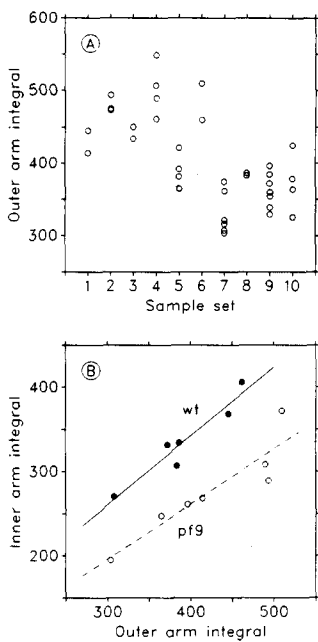 A
600
500
400
300
Outer arm integral
1 2 3 4 5 6 7 8 9 10
Sample set
B
400
300
200
Inner arm integral
wt
pf9
300 400 500
Outer arm integral